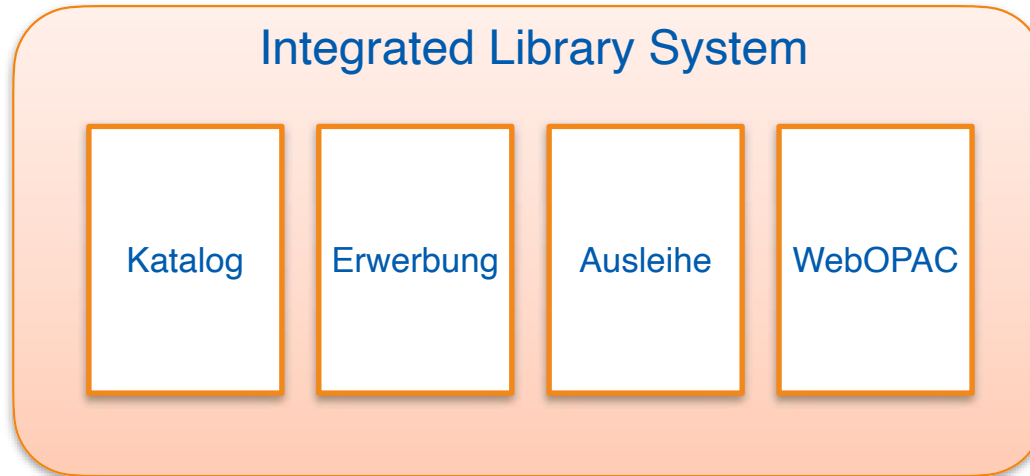 Integrated Library System
Katalog
Erwerbung
Ausleihe
WebOPAC